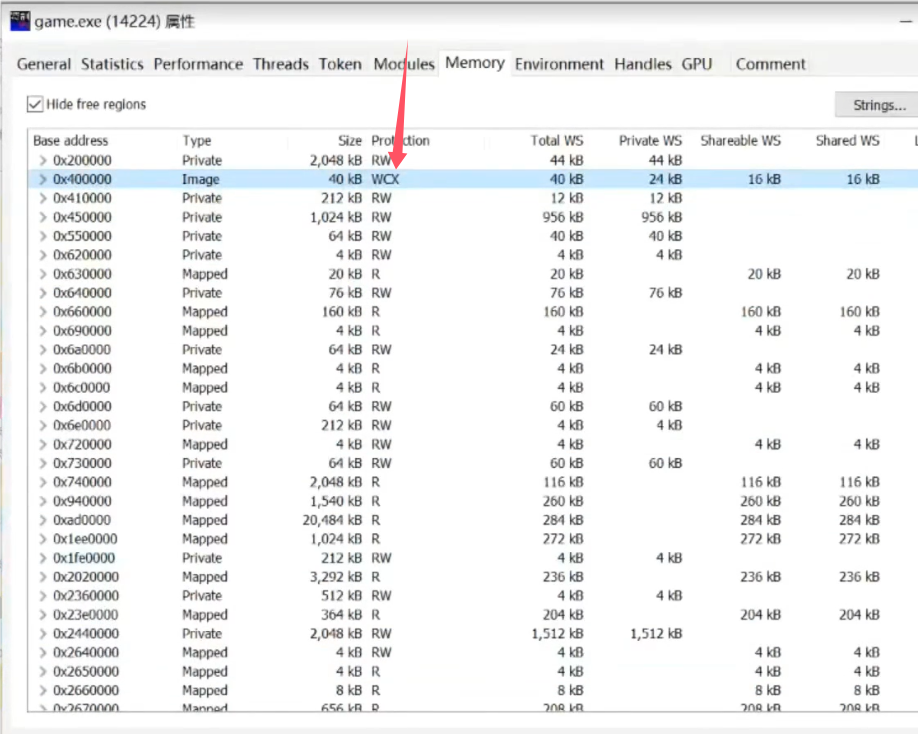 game.exe (14224) 属性
General Statistics Performance Threads Token Modules Memory Environment Handles GPU Comment
Hide free regions Strings...
Base address Type Size Protection Total WS Private WS Shareable WS Shared WS
0x200000 Private 2,048 kB RW 44 kB 44 kB
0x400000 Image 40 kB WCX 40 kB 24 kB 16 kB 16 kB
0x410000 Private 212 kB RW 12 kB 12 kB
0x450000 Private 1,024 kB RW 956 kB 956 kB
0x550000 Private 64 kB RW 40 kB 40 kB
0x620000 Private 4 kB RW 4 kB 4 kB
0x630000 Mapped 20 kB R 20 kB 20 kB 20 kB
0x640000 Private 76 kB RW 76 kB 76 kB
0x660000 Mapped 160 kB R 160 kB 160 kB 160 kB
0x690000 Mapped 4 kB R 4 kB 4 kB 4 kB
0x6a0000 Private 64 kB RW 24 kB 24 kB
0x6b0000 Mapped 4 kB R 4 kB 4 kB 4 kB
0x6c0000 Mapped 4 kB R 4 kB 4 kB 4 kB
0x6d0000 Private 64 kB RW 60 kB 60 kB
0x6e0000 Private 212 kB RW 4 kB 4 kB
0x720000 Mapped 4 kB RW 4 kB 4 kB 4 kB
0x730000 Private 64 kB RW 60 kB 60 kB
0x740000 Mapped 2,048 kB R 116 kB 116 kB 116 kB
0x940000 Mapped 1,540 kB R 260 kB 260 kB 260 kB
0xad0000 Mapped 20,484 kB R 284 kB 284 kB 284 kB
0x1ee0000 Mapped 1,024 kB R 272 kB 272 kB 272 kB
0x1fe0000 Private 212 kB RW 4 kB 4 kB
0x2020000 Mapped 3,292 kB R 236 kB 236 kB 236 kB
0x2360000 Private 512 kB RW 4 kB 4 kB
0x23e0000 Mapped 364 kB R 204 kB 204 kB 204 kB
0x2440000 Private 2,048 kB RW 1,512 kB 1,512 kB
0x2640000 Mapped 4 kB RW 4 kB 4 kB 4 kB
0x2650000 Mapped 4 kB R 4 kB 4 kB 4 kB
0x2660000 Mapped 8 kB R 8 kB 8 kB 8 kB
0x2670000 Mapped 656 kB R 208 kB 208 kB 208 kB